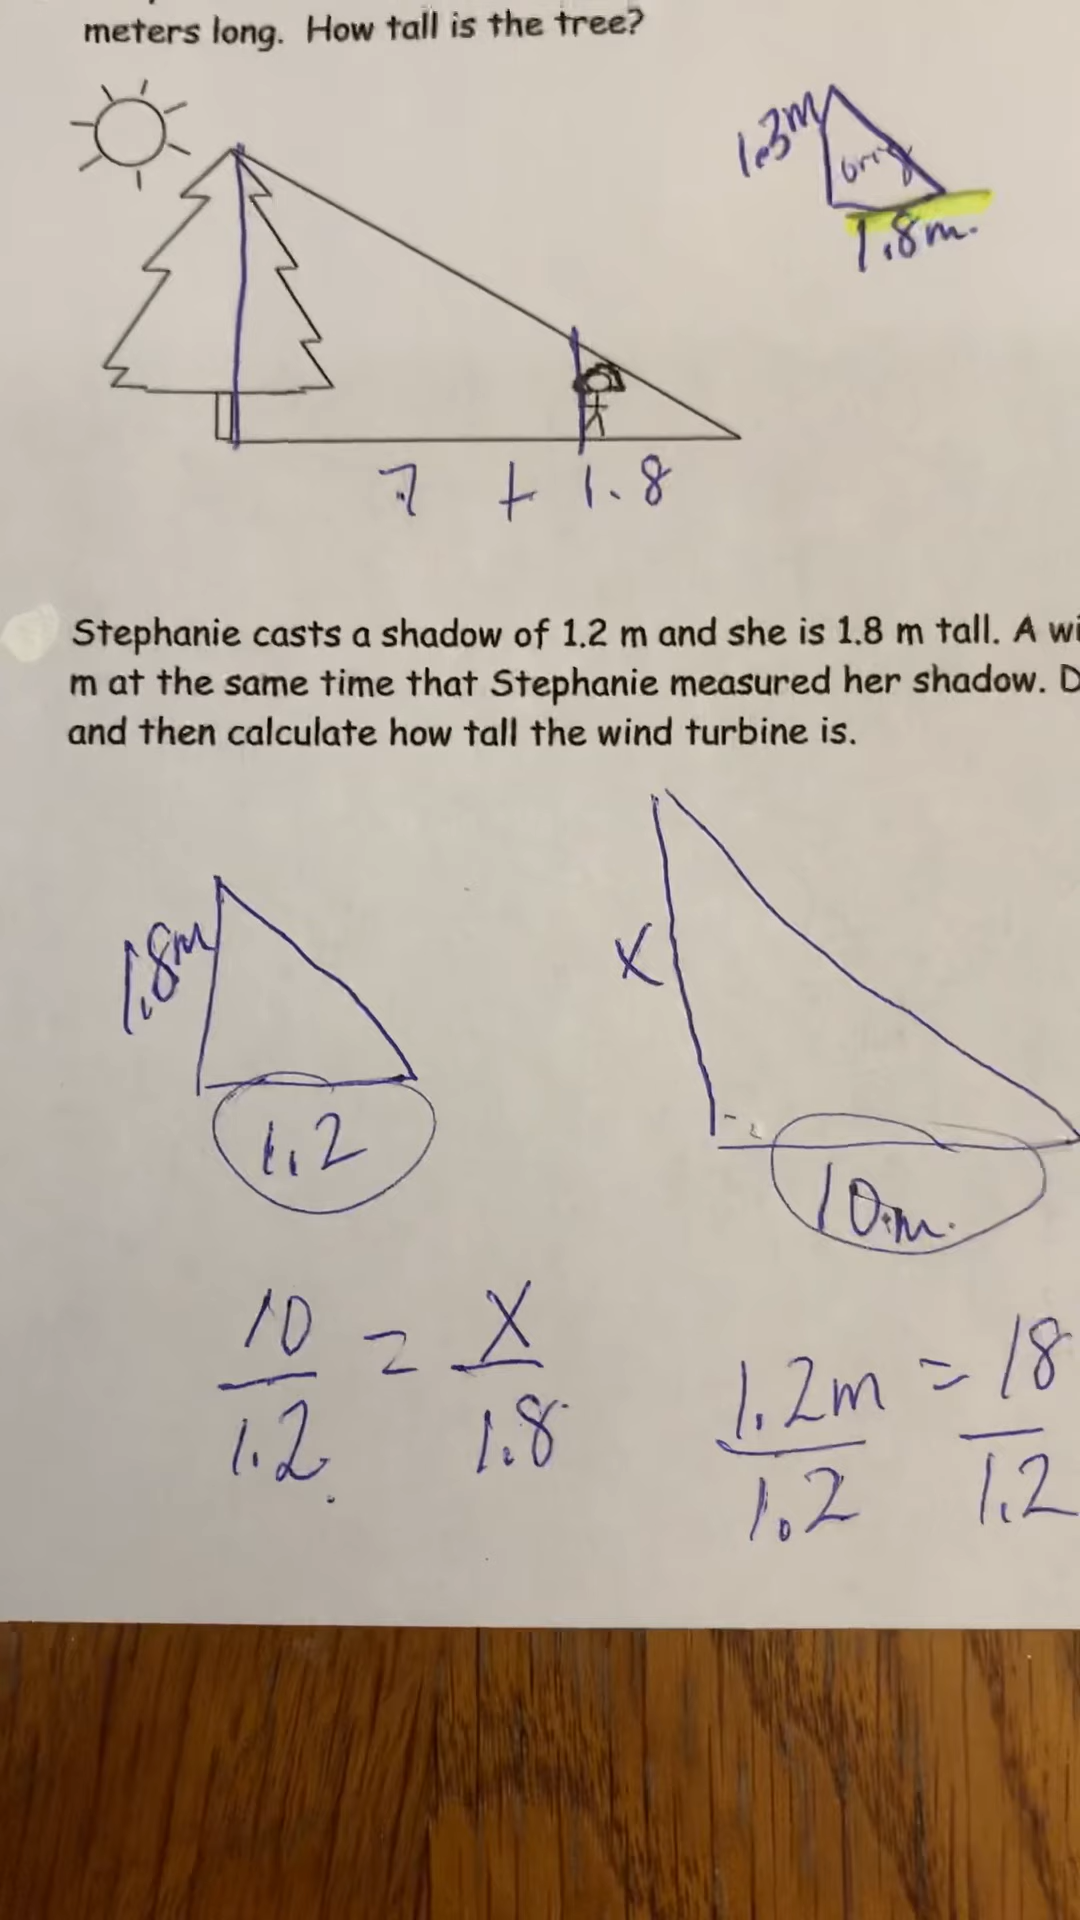 meters long. How tall is the tree?
1.3m
orig
1.8m.
7 + 1.8
Stephanie casts a shadow of 1.2 m and she is 1.8 m tall. A wi
m at the same time that Stephanie measured her shadow. D
and then calculate how tall the wind turbine is.
1.8m
x
1.2
10.m.
10 = x
1.2 1.8
1.2m = 18
1.2 1.2